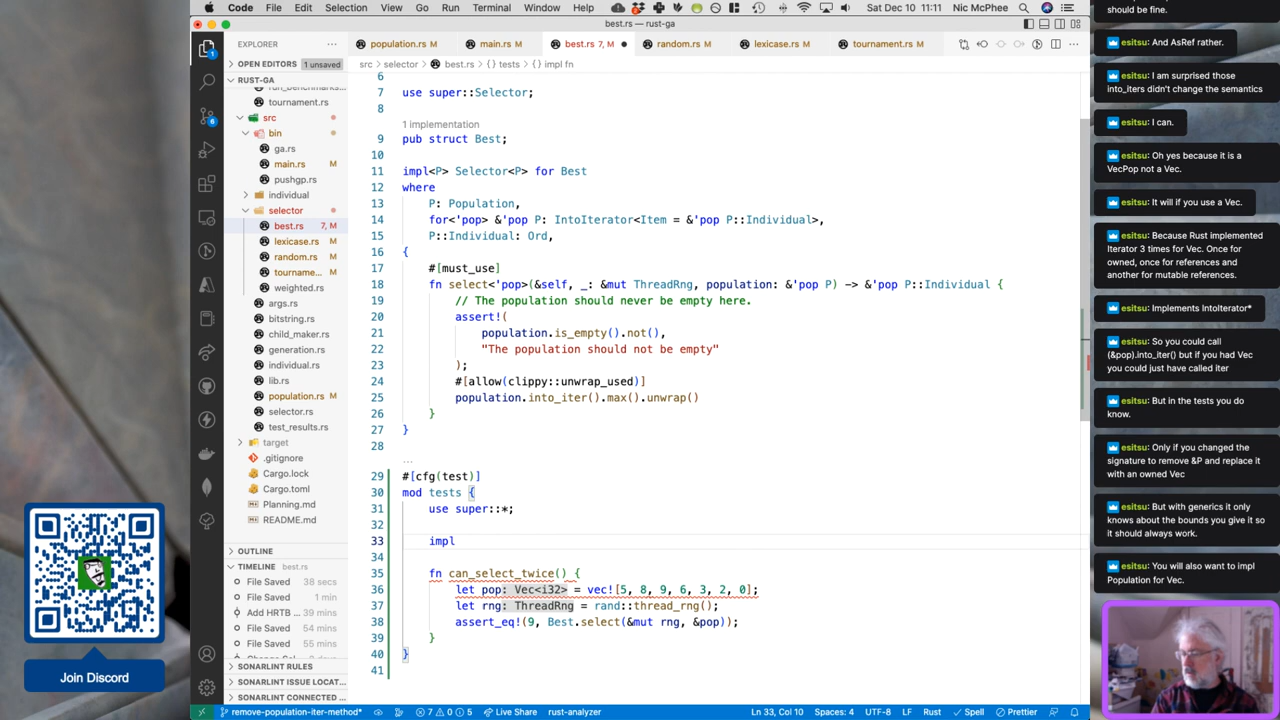 Code File Edit Selection View Go Run Terminal Window Help Sat Dec 10 11:11 Nic McPhee
best.rs — rust-ga
EXPLORER
population.rs M
main.rs M
best.rs 7, M
random.rs M
lexicase.rs M
tournament.rs M
src > selector > best.rs > {} tests > impl fn
OPEN EDITORS 1 unsaved
RUST-GA
run_benchmarks
tournament.rs
src
bin
ga.rs
main.rs M
pushgp.rs
individual
selector
best.rs 7, M
lexicase.rs M
random.rs M
tourname... M
weighted.rs
args.rs
bitstring.rs
child_maker.rs
generation.rs
individual.rs
lib.rs
population.rs M
selector.rs
test_results.rs
target
.gitignore
Cargo.lock
Cargo.toml
Planning.md
README.md
OUTLINE
TIMELINE best.rs
File Saved 38 secs
File Saved 1 min
Add HRTB ... 39 mins
File Saved 54 mins
File Saved 55 mins
SONARLINT RULES
SONARLINT ISSUE LOCAT...
SONARLINT CONNECTED ...
6
7 use super::Selector;
8
1 implementation
9 pub struct Best;
10
11 impl<P> Selector<P> for Best
12 where
13 P: Population,
14 for<'pop> &'pop P: IntoIterator<Item = &'pop P::Individual>,
15 P::Individual: Ord,
16 {
17 #[must_use]
18 fn select<'pop>(&self, _: &mut ThreadRng, population: &'pop P) -> &'pop P::Individual {
19 // The population should never be empty here.
20 assert!(
21 population.is_empty().not(),
22 "The population should not be empty"
23 );
24 #[allow(clippy::unwrap_used)]
25 population.into_iter().max().unwrap()
26 }
27 }
28
...
29 #[cfg(test)]
30 mod tests {
31 use super::*;
32
33 impl
34
35 fn can_select_twice() {
36 let pop: Vec<i32> = vec![5, 8, 9, 6, 3, 2, 0];
37 let rng: ThreadRng = rand::thread_rng();
38 assert_eq!(9, Best.select(&mut rng, &pop));
39 }
40 }
41
remove-population-iter-method* 7 0 5 Live Share rust-analyzer Ln 33, Col 10 Spaces: 4 UTF-8 LF Rust Spell Prettier
Join Discord
should be fine.
esitsu: And AsRef rather.
esitsu: I am surprised those
into_iters didn't change the semantics
esitsu: I can.
esitsu: Oh yes because it is a
VecPop not a Vec.
esitsu: It will if you use a Vec.
esitsu: Because Rust implemented
Iterator 3 times for Vec. Once for
owned, once for references and
another for mutable references.
esitsu: Implements IntoIterator*
esitsu: So you could call
(&pop).into_iter() but if you had Vec
you could just have called iter
esitsu: But in the tests you do
know.
esitsu: Only if you changed the
signature to remove &P and replace it
with an owned Vec
esitsu: But with generics it only
knows about the bounds you give it so
it should always work.
esitsu: You will also want to impl
Population for Vec.